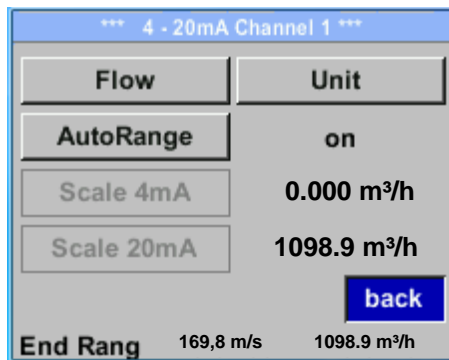 *** 4 - 20mA Channel 1 ***
Flow Unit
AutoRange on
Scale 4mA 0.000 m³/h
Scale 20mA 1098.9 m³/h
back
End Rang 169,8 m/s 1098.9 m³/h